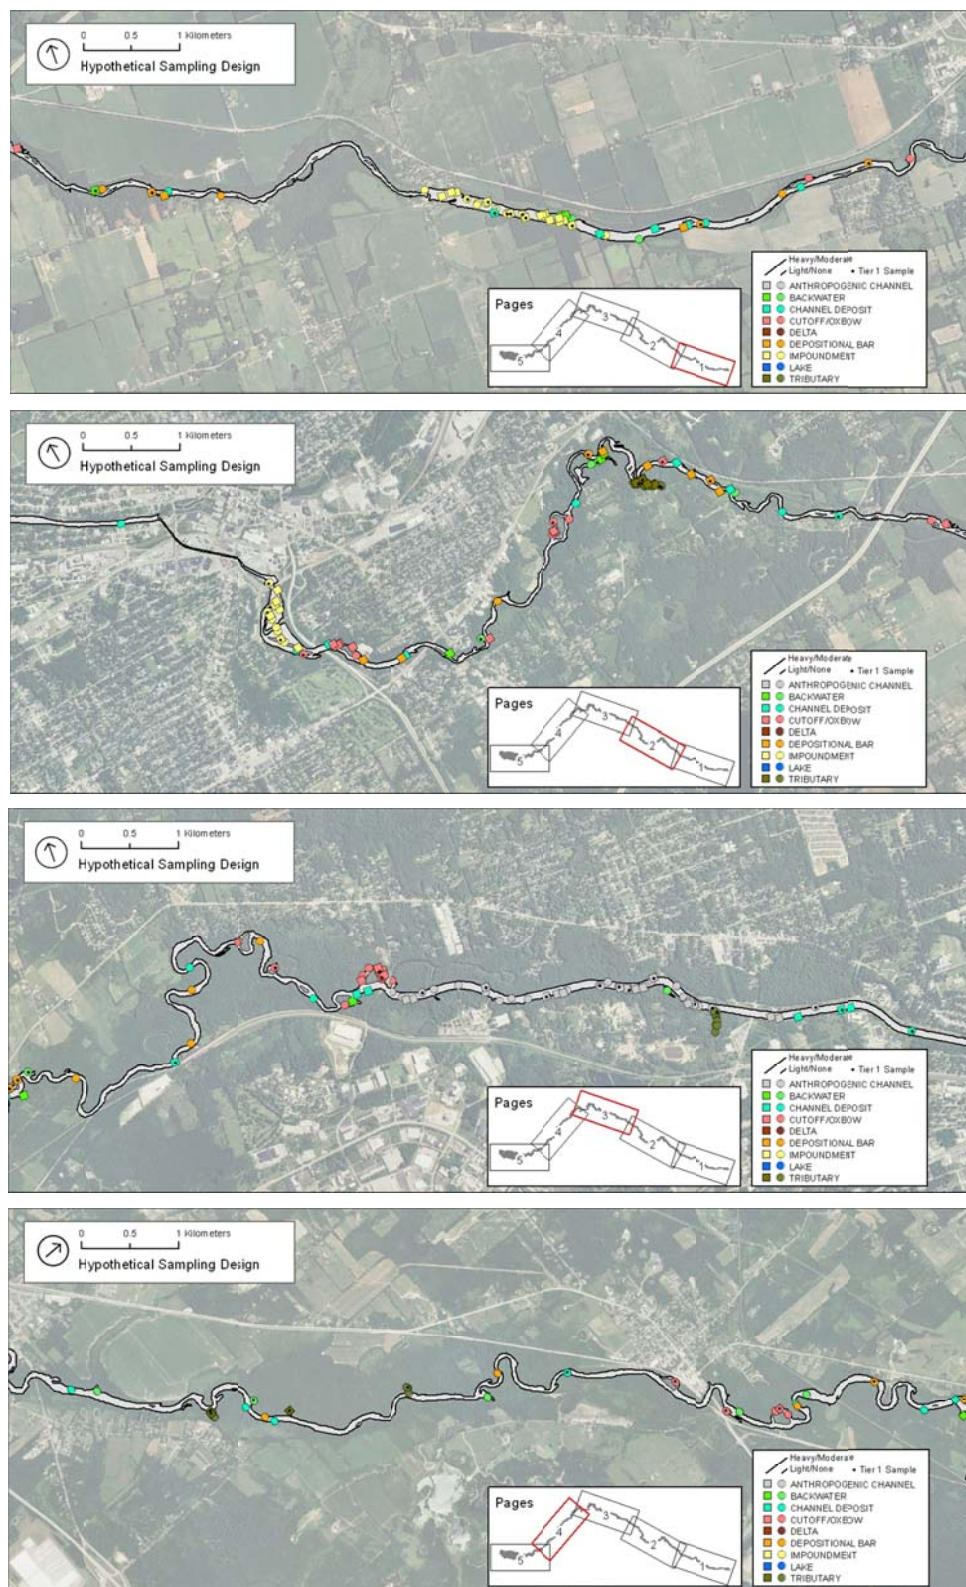 0 0.5 1 Kilometers
Hypothetical Sampling Design
Heavy/Moderate
Light/None • Tier 1 Sample
ANTHROPOGENIC CHANNEL
BACKWATER
CHANNEL DEPOSIT
CUTOFF/OXBOW
DELTA
DEPOSITIONAL BAR
IMPOUNDMENT
LAKE
TRIBUTARY
Pages
1
2
3
4
5
0 0.5 1 Kilometers
Hypothetical Sampling Design
Heavy/Moderate
Light/None • Tier 1 Sample
ANTHROPOGENIC CHANNEL
BACKWATER
CHANNEL DEPOSIT
CUTOFF/OXBOW
DELTA
DEPOSITIONAL BAR
IMPOUNDMENT
LAKE
TRIBUTARY
Pages
1
2
3
4
5
0 0.5 1 Kilometers
Hypothetical Sampling Design
Heavy/Moderate
Light/None • Tier 1 Sample
ANTHROPOGENIC CHANNEL
BACKWATER
CHANNEL DEPOSIT
CUTOFF/OXBOW
DELTA
DEPOSITIONAL BAR
IMPOUNDMENT
LAKE
TRIBUTARY
Pages
1
2
3
4
5
0 0.5 1 Kilometers
Hypothetical Sampling Design
Heavy/Moderate
Light/None • Tier 1 Sample
ANTHROPOGENIC CHANNEL
BACKWATER
CHANNEL DEPOSIT
CUTOFF/OXBOW
DELTA
DEPOSITIONAL BAR
IMPOUNDMENT
LAKE
TRIBUTARY
Pages
1
2
3
4
5